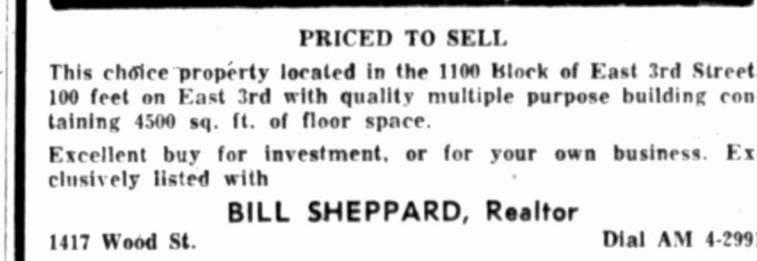 PRICED TO SELL
This choice property located in the 1100 Block of East 3rd Street
100 feet on East 3rd with quality multiple purpose building con
taining 4500 sq. ft. of floor space.
Excellent buy for investment, or for your own business. Ex
clusively listed with
BILL SHEPPARD, Realtor
1417 Wood St.
Dial AM 4-299